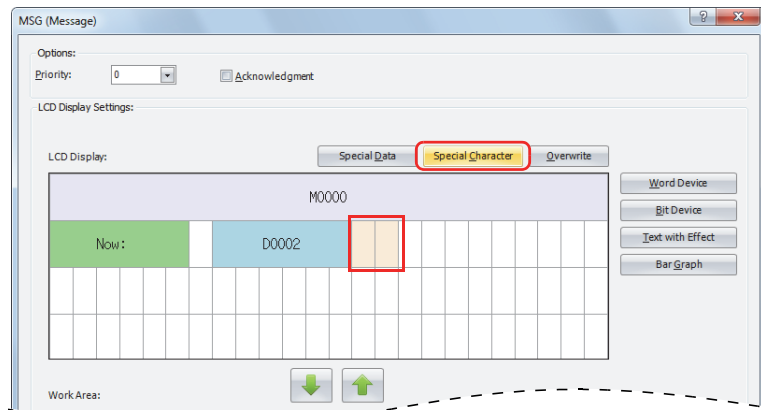 MSG (Message)
Options:
Priority: 0 Acknowledgment
LCD Display Settings:
LCD Display: Special Data Special Character Overwrite
M0000
Word Device
Bit Device
Now: D0002
Text with Effect
Bar Graph
Work Area: